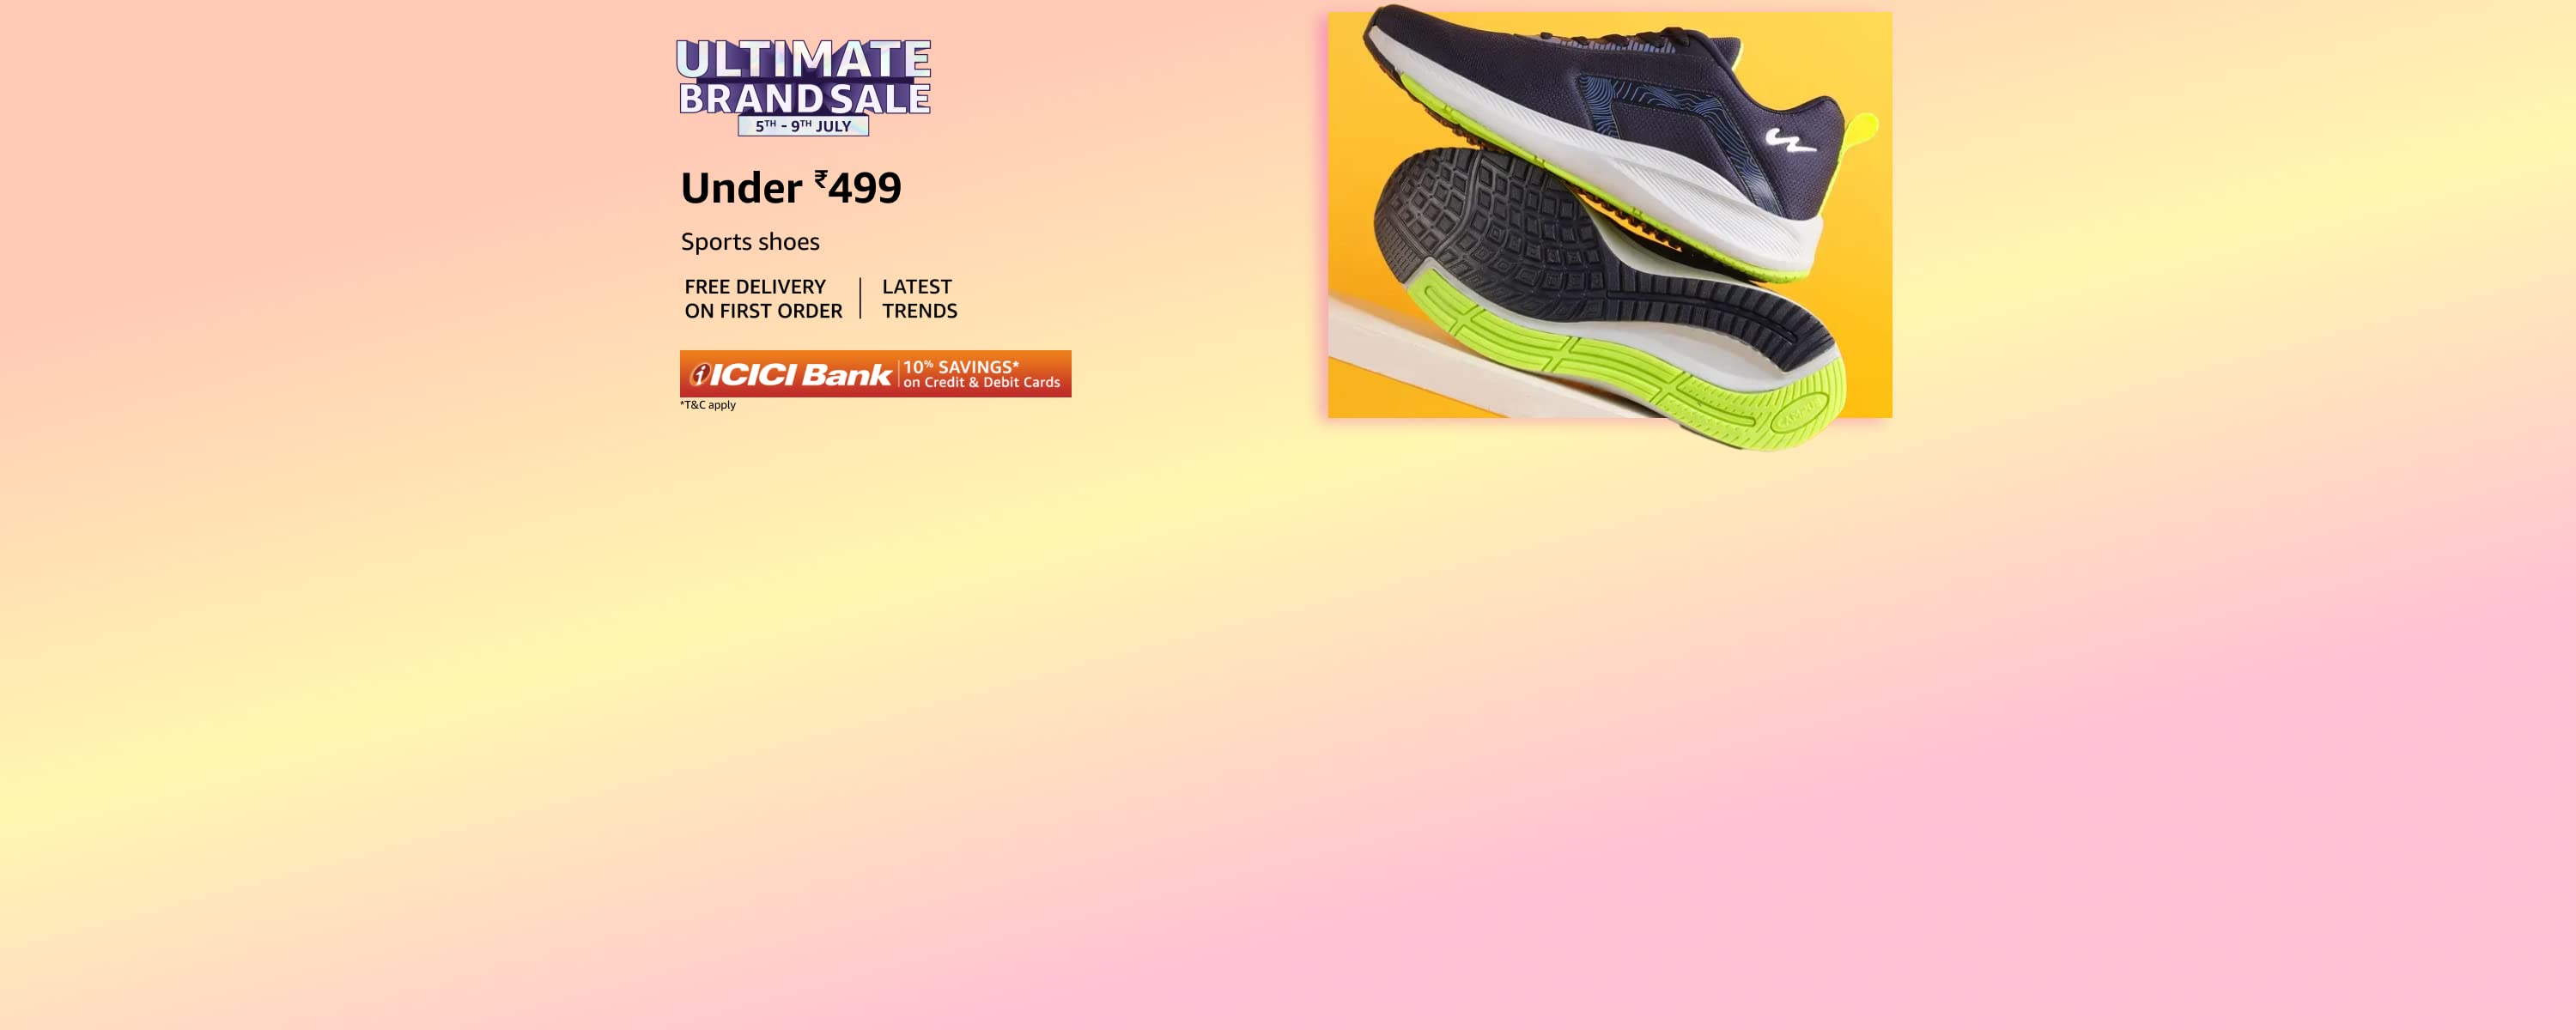 ULTIMATE
BRAND SALE
5TH - 9TH JULY
Under ₹499
Sports shoes
FREE DELIVERY
ON FIRST ORDER
LATEST
TRENDS
ICICI Bank
10% SAVINGS*
on Credit & Debit Cards
*T&C apply